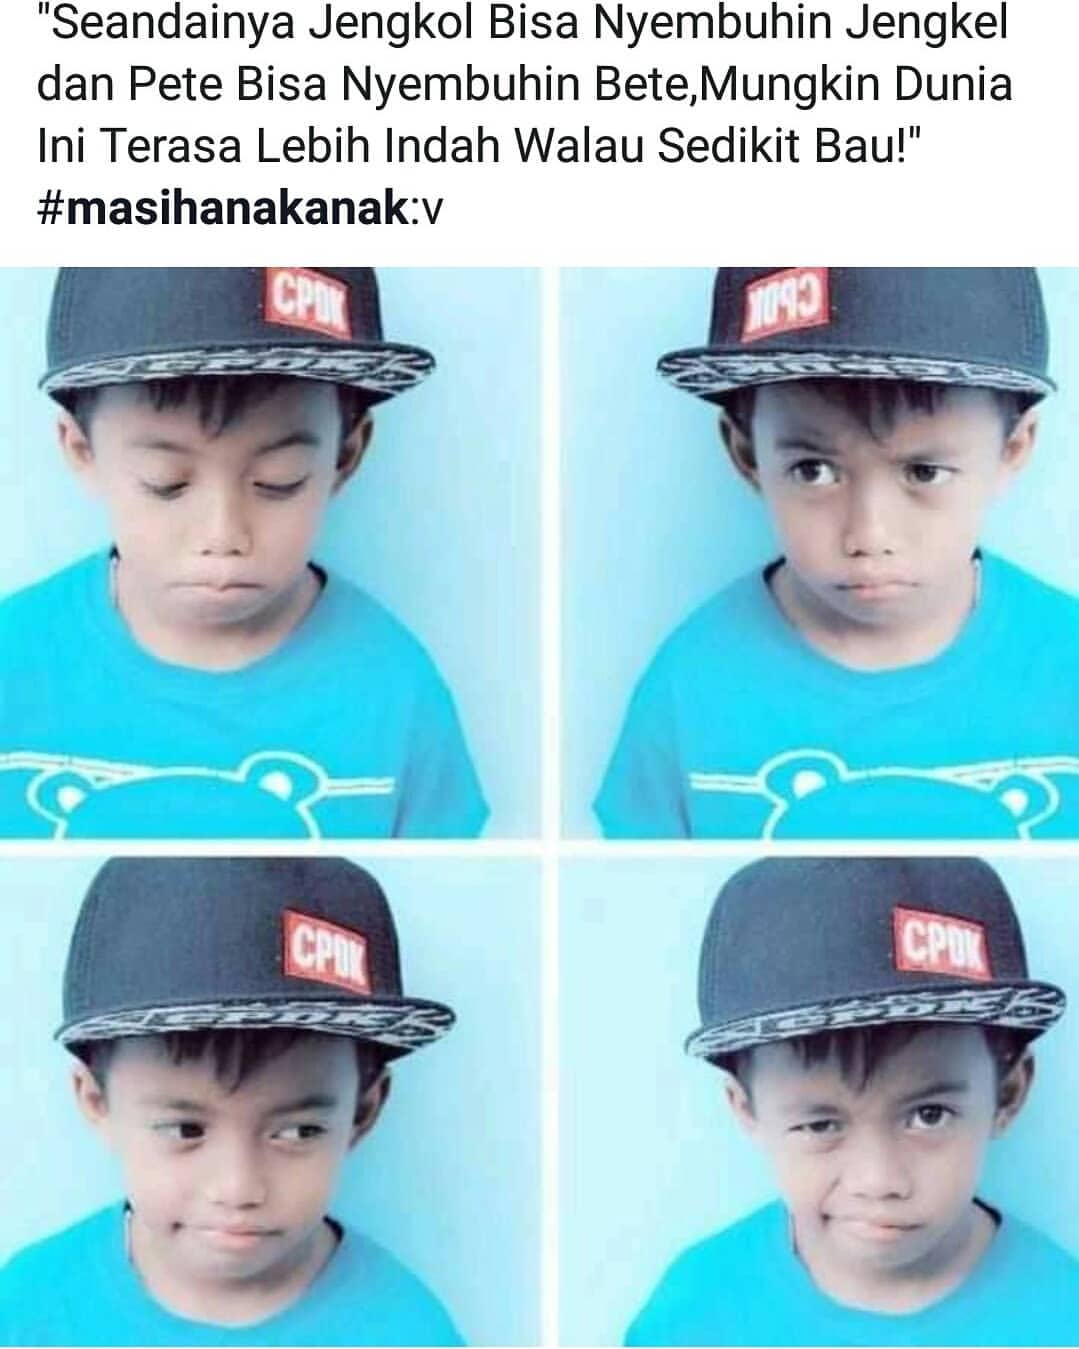 "Seandainya Jengkol Bisa Nyembuhin Jengkel
dan Pete Bisa Nyembuhin Bete,Mungkin Dunia
Ini Terasa Lebih Indah Walau Sedikit Bau!"
#masihanakanak:v
CPDK
CPDK
CPDK
CPDK